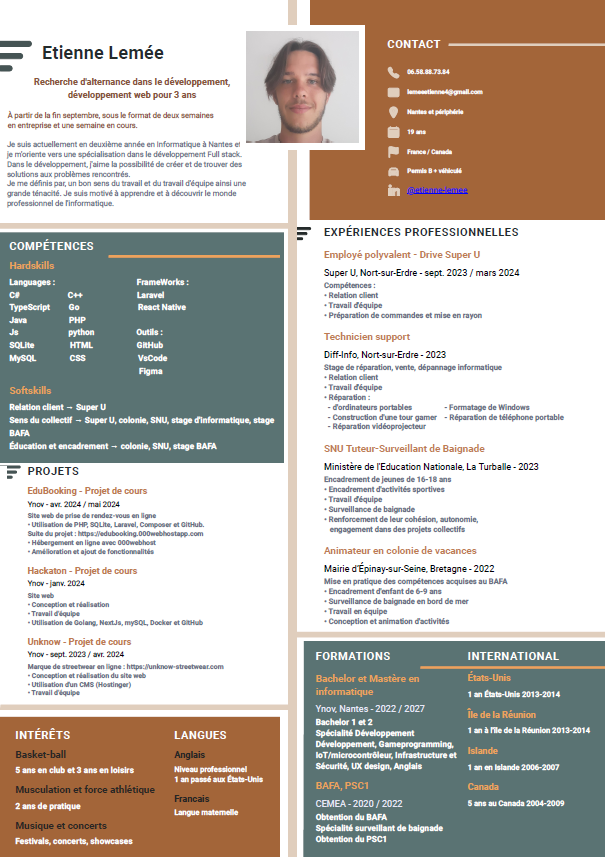 Etienne Lemée
Recherche d'alternance dans le développement,
développement web pour 3 ans
À partir de la fin septembre, sous le format de deux semaines
en entreprise et une semaine en cours.
Je suis actuellement en deuxième année en Informatique à Nantes et
je m'oriente vers une spécialisation dans le développement Full stack.
Dans le développement, j'aime la possibilité de créer et de trouver des
solutions aux problèmes rencontrés.
Je me définis par, un bon sens du travail et du travail d'équipe ainsi une
grande ténacité. Je suis motivé à apprendre et à découvrir le monde
professionnel de l'informatique.
CONTACT
06.58.88.73.84
lemeeetienne4@gmail.com
Nantes et périphérie
19 ans
France / Canada
Permis B + véhiculé
@etienne-lemee
COMPÉTENCES
Hardskills
Languages : FrameWorks :
C# C++ Laravel
TypeScript Go React Native
Java PHP
Js python Outils :
SQLite HTML GitHub
MySQL CSS VsCode
Figma
Softskills
Relation client → Super U
Sens du collectif → Super U, colonie, SNU, stage d'informatique, stage
BAFA
Éducation et encadrement → colonie, SNU, stage BAFA
PROJETS
EduBooking - Projet de cours
Ynov - avr. 2024 / mai 2024
Site web de prise de rendez-vous en ligne
• Utilisation de PHP, SQLite, Laravel, Composer et GitHub.
Suite du projet : https://edubooking.000webhostapp.com
• Hébergement en ligne avec 000webhost
• Amélioration et ajout de fonctionnalités
Hackaton - Projet de cours
Ynov - janv. 2024
Site web
• Conception et réalisation
• Travail d'équipe
• Utilisation de Golang, NextJs, mySQL, Docker et GitHub
Unknow - Projet de cours
Ynov - sept. 2023 / avr. 2024
Marque de streetwear en ligne : https://unknow-streetwear.com
• Conception et réalisation du site web
• Utilisation d'un CMS (Hostinger)
• Travail d'équipe
INTÉRÊTS
Basket-ball
5 ans en club et 3 ans en loisirs
Musculation et force athlétique
2 ans de pratique
Musique et concerts
Festivals, concerts, showcases
LANGUES
Anglais
Niveau professionnel
1 an passé aux États-Unis
Francais
Langue maternelle
EXPÉRIENCES PROFESSIONNELLES
Employé polyvalent - Drive Super U
Super U, Nort-sur-Erdre - sept. 2023 / mars 2024
Compétences :
• Relation client
• Travail d'équipe
• Préparation de commandes et mise en rayon
Technicien support
Diff-Info, Nort-sur-Erdre - 2023
Stage de réparation, vente, dépannage informatique
• Relation client
• Travail d'équipe
• Réparation :
- d'ordinateurs portables - Formatage de Windows
- Construction d'une tour gamer - Réparation de téléphone portable
- Réparation vidéoprojecteur
SNU Tuteur-Surveillant de Baignade
Ministère de l'Education Nationale, La Turballe - 2023
Encadrement de jeunes de 16-18 ans
• Encadrement d'activités sportives
• Travail d'équipe
• Surveillance de baignade
• Renforcement de leur cohésion, autonomie,
engagement dans des projets collectifs
Animateur en colonie de vacances
Mairie d'Épinay-sur-Seine, Bretagne - 2022
Mise en pratique des compétences acquises au BAFA
• Encadrement d'enfant de 6-9 ans
• Surveillance de baignade en bord de mer
• Travail en équipe
• Conception et animation d'activités
FORMATIONS
Bachelor et Mastère en
informatique
Ynov, Nantes - 2022 / 2027
Bachelor 1 et 2
Spécialité Développement
Développement, Gameprogramming,
IoT/microcontrôleur, Infrastructure et
Sécurité, UX design, Anglais
BAFA, PSC1
CEMEA - 2020 / 2022
Obtention du BAFA
Spécialité surveillant de baignade
Obtention du PSC1
INTERNATIONAL
États-Unis
1 an États-Unis 2013-2014
Île de la Réunion
1 an à l'île de la Réunion 2013-2014
Islande
1 an en Islande 2006-2007
Canada
5 ans au Canada 2004-2009